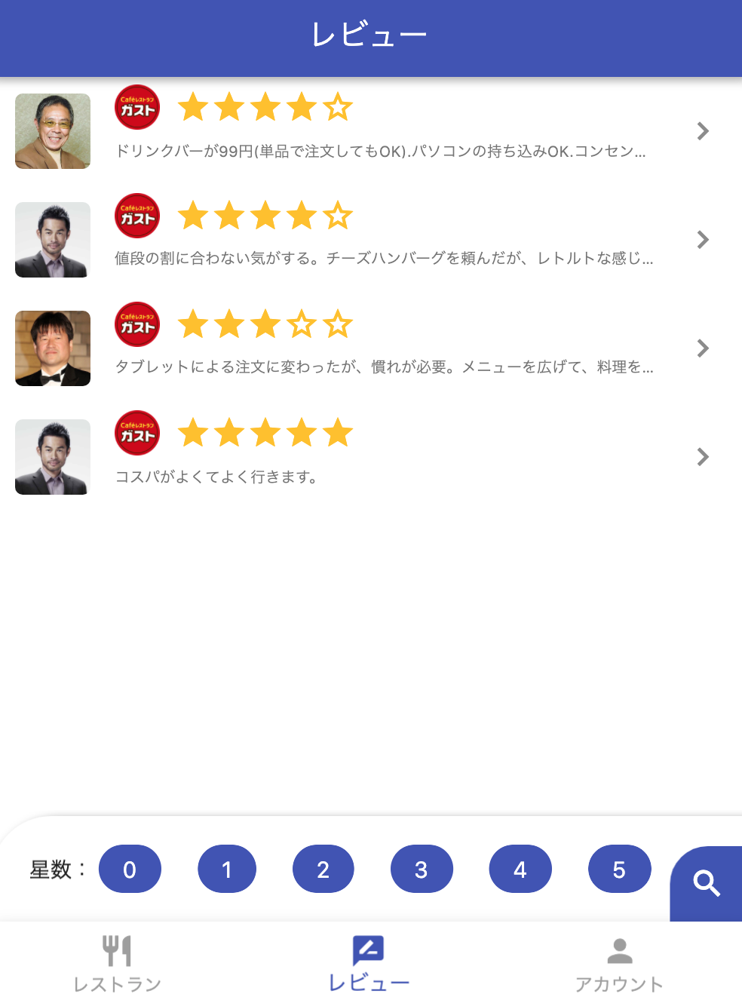 レビュー
Caféレストラン
ガスト
ドリンクバーが99円(単品で注文してもOK).パソコンの持ち込みOK.コンセン...
Caféレストラン
ガスト
値段の割に合わない気がする。チーズハンバーグを頼んだが、レトルトな感じ...
Caféレストラン
ガスト
タブレットによる注文に変わったが、慣れが必要。メニューを広げて、料理を...
Caféレストラン
ガスト
コスパがよくてよく行きます。
星数： 0 1 2 3 4 5
レストラン レビュー アカウント